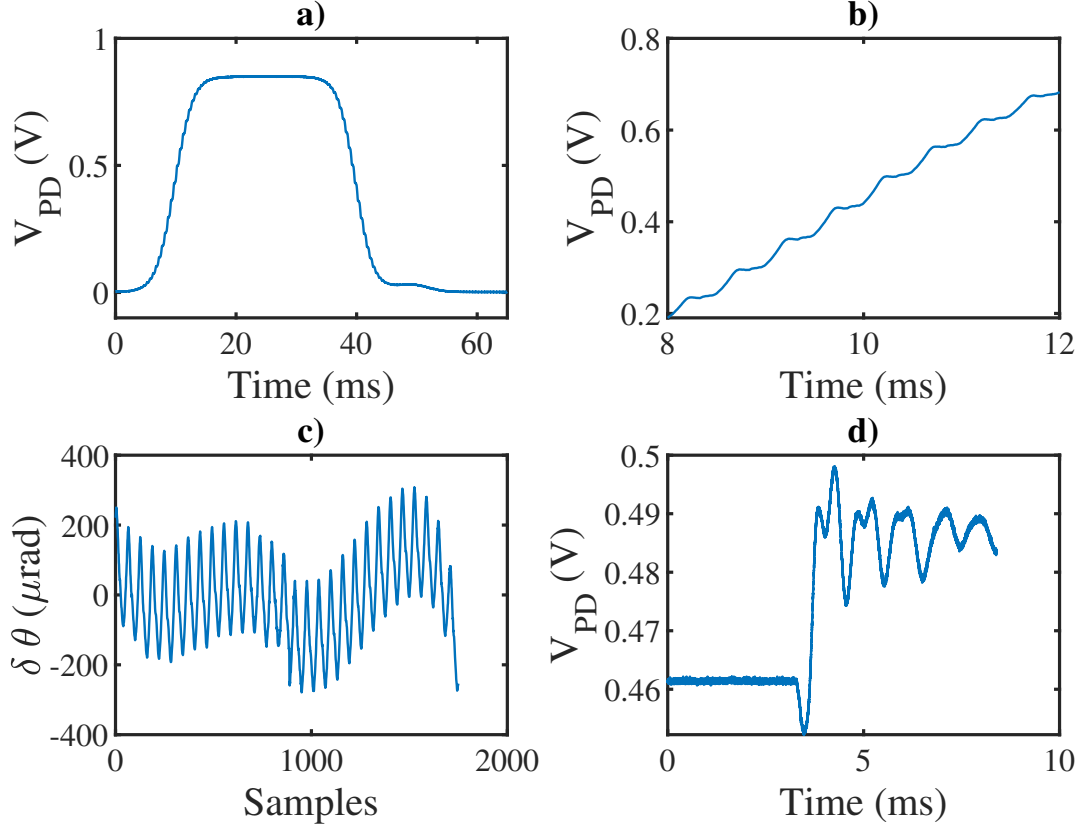 a)
1
0.5
0
V_PD (V)
0 20 40 60
Time (ms)
b)
0.8
0.6
0.4
0.2
V_PD (V)
8 10 12
Time (ms)
c)
400
200
0
-200
-400
δ θ (μrad)
0 1000 2000
Samples
d)
0.5
0.49
0.48
0.47
0.46
V_PD (V)
0 5 10
Time (ms)